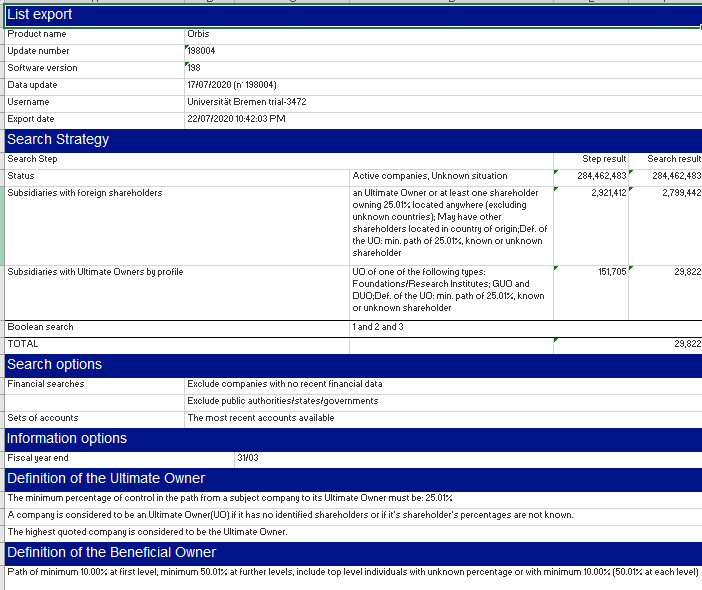 List export
Product name Orbis
Update number 198004
Software version 198
Data update 17/07/2020 (n° 198004)
Username Universität Bremen trial-3472
Export date 22/07/2020 10:42:03 PM
Search Strategy
Search Step Step result Search result
Status Active companies, Unknown situation 284,462,483 284,462,483
Subsidiaries with foreign shareholders an Ultimate Owner or at least one shareholder 2,921,412 2,799,442
owning 25.01% located anywhere (excluding
unknown countries); May have other
shareholders located in country of origin;Def. of
the UO: min. path of 25.01%, known or unknown
shareholder
Subsidiaries with Ultimate Owners by profile UO of one of the following types: 151,705 29,822
Foundations/Research Institutes; GUO and
DUO;Def. of the UO: min. path of 25.01%, known
or unknown shareholder
Boolean search 1 and 2 and 3
TOTAL 29,822
Search options
Financial searches Exclude companies with no recent financial data
Exclude public authorities/states/governments
Sets of accounts The most recent accounts available
Information options
Fiscal year end 31/03
Definition of the Ultimate Owner
The minimum percentage of control in the path from a subject company to its Ultimate Owner must be: 25.01%
A company is considered to be an Ultimate Owner(UO) if it has no identified shareholders or if it's shareholder's percentages are not known.
The highest quoted company is considered to be the Ultimate Owner.
Definition of the Beneficial Owner
Path of minimum 10.00% at first level, minimum 50.01% at further levels, include top level individuals with unknown percentage or with minimum 10.00% (50.01% at each level)